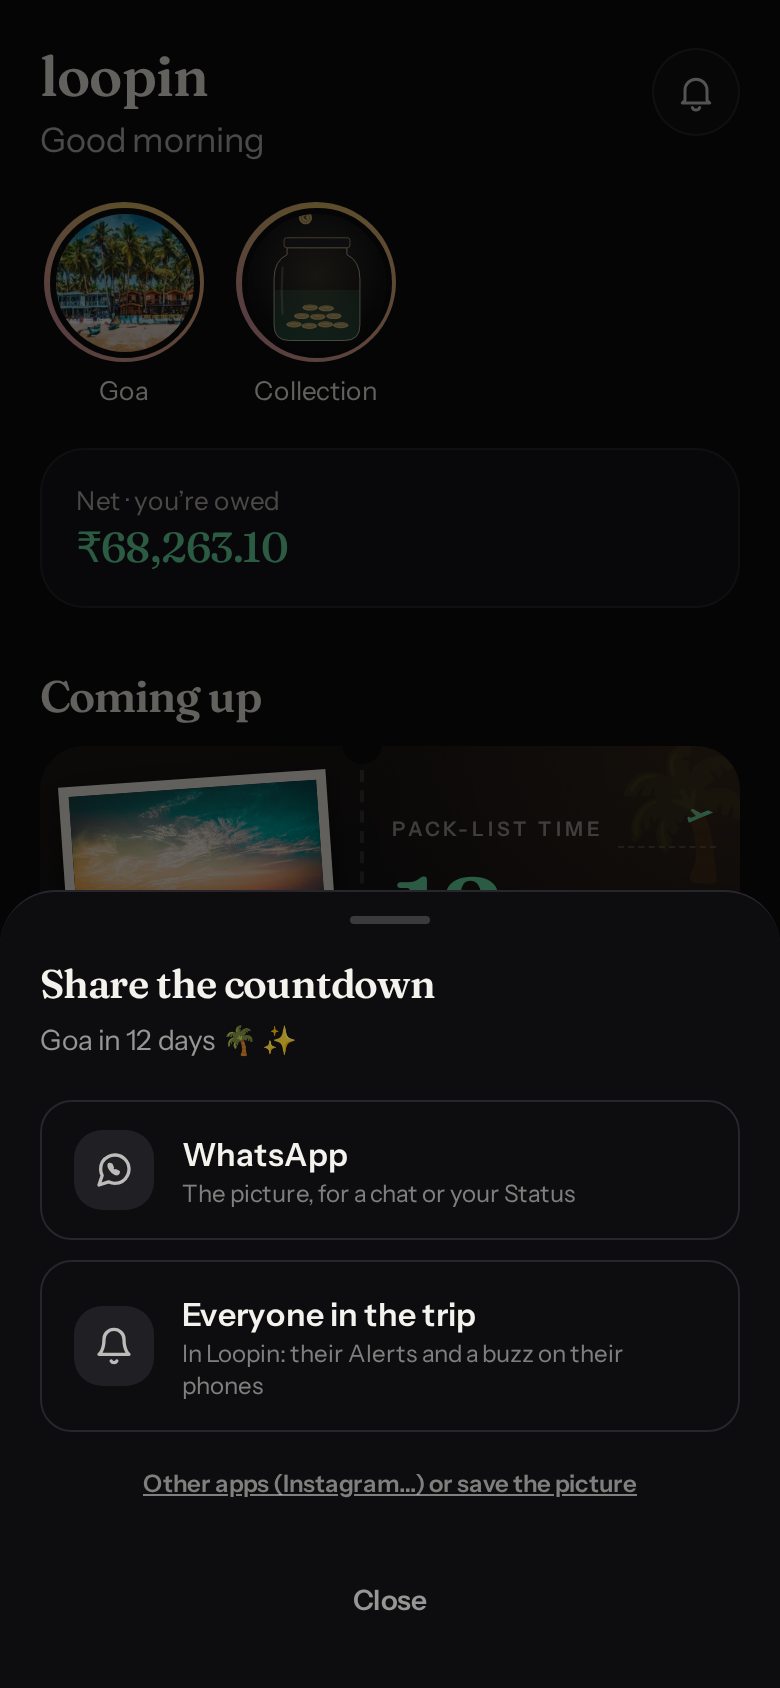 loopin
Good morning
Goa
Collection
Net · you’re owed
₹68,263.10
Coming up
PACK-LIST TIME
Share the countdown
Goa in 12 days 🌴 ✨
WhatsApp
The picture, for a chat or your Status
Everyone in the trip
In Loopin: their Alerts and a buzz on their
phones
Other apps (Instagram...) or save the picture
Close